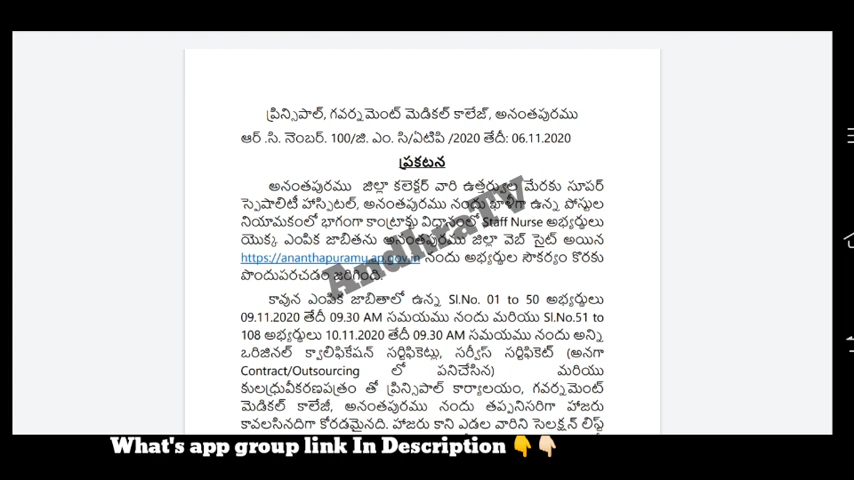 ప్రిన్సిపాల్, గవర్నమెంట్ మెడికల్ కాలేజ్, అనంతపురము
ఆర్ .సి. నెంబర్. 100/జి. ఎం. సి/ఏటిపి /2020 తేదీ: 06.11.2020
ప్రకటన
అనంతపురము జిల్లా కలెక్టర్ వారి ఉత్తర్వుల మేరకు సూపర్
స్పెషాలిటీ హాస్పిటల్, అనంతపురము నందు ఖాళీగా ఉన్న పోస్టుల
నియామకంలో భాగంగా కాంట్రాక్టు విధానంలో Staff Nurse అభ్యర్థులు
యొక్క ఎంపిక జాబితను అనంతపురము జిల్లా వెబ్ సైట్ అయిన
https://ananthapuramu.ap.gov.in నందు అభ్యర్థుల సౌకర్యం కొరకు
పొందుపరచడం జరిగింది.
కావున ఎంపిక జాబితాలో ఉన్న Sl.No. 01 to 50 అభ్యర్థులు
09.11.2020 తేదీ 09.30 AM సమయము నందు మరియు Sl.No.51 to
108 అభ్యర్థులు 10.11.2020 తేదీ 09.30 AM సమయము నందు అన్ని
ఒరిజినల్ క్వాలిఫికేషన్ సర్టిఫికెట్లు, సర్వీస్ సర్టిఫికెట్ (అనగా
Contract/Outsourcing లో పనిచేసిన) మరియు
కులధ్రువీకరణపత్రం తో ప్రిన్సిపాల్ కార్యాలయం, గవర్నమెంట్
మెడికల్ కాలేజీ, అనంతపురము నందు తప్పనిసరిగా హాజరు
కావలసినదిగా కోరడమైనది. హాజరు కాని ఎడల వారిని సెలక్షన్ లిస్ట్
AndhraTv
What's app group link In Description 👇👇🏻